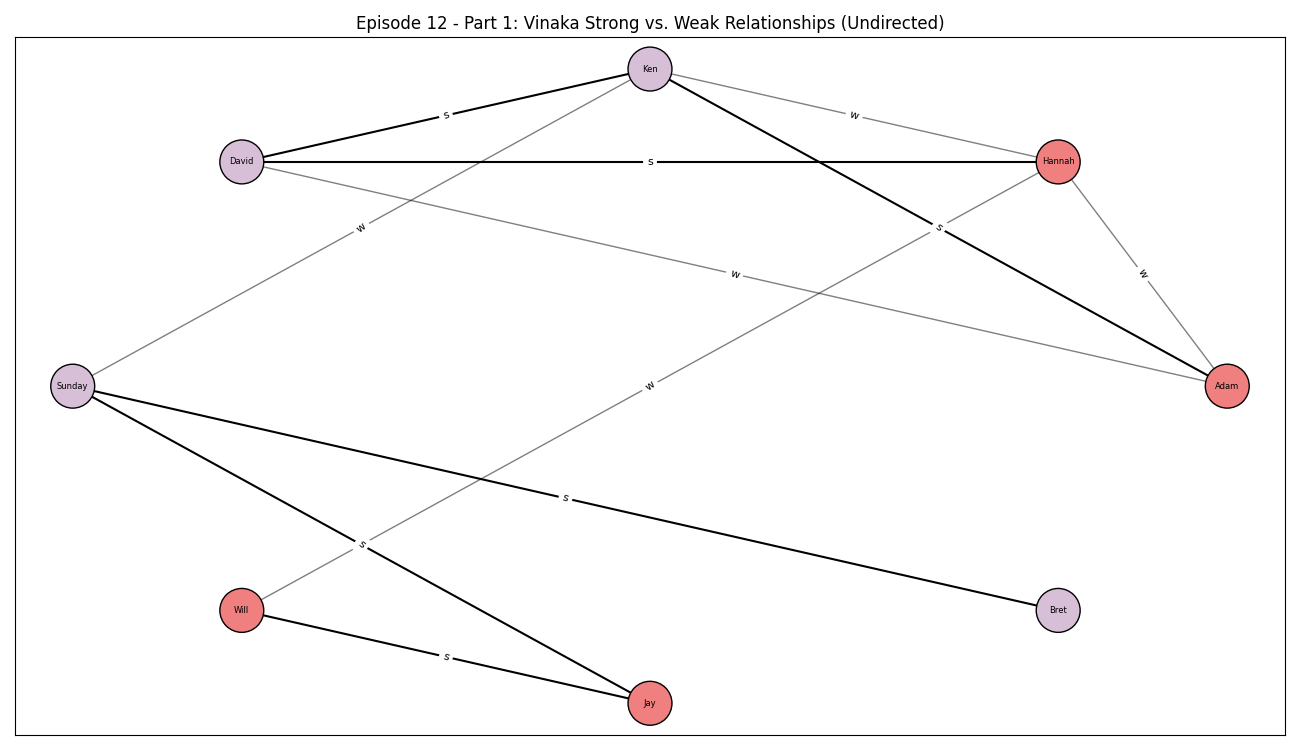 Episode 12 - Part 1: Vinaka Strong vs. Weak Relationships (Undirected)
Ken
s
w
David
s
Hannah
w
s
w
w
Sunday
w
Adam
s
s
Will
Bret
s
Jay